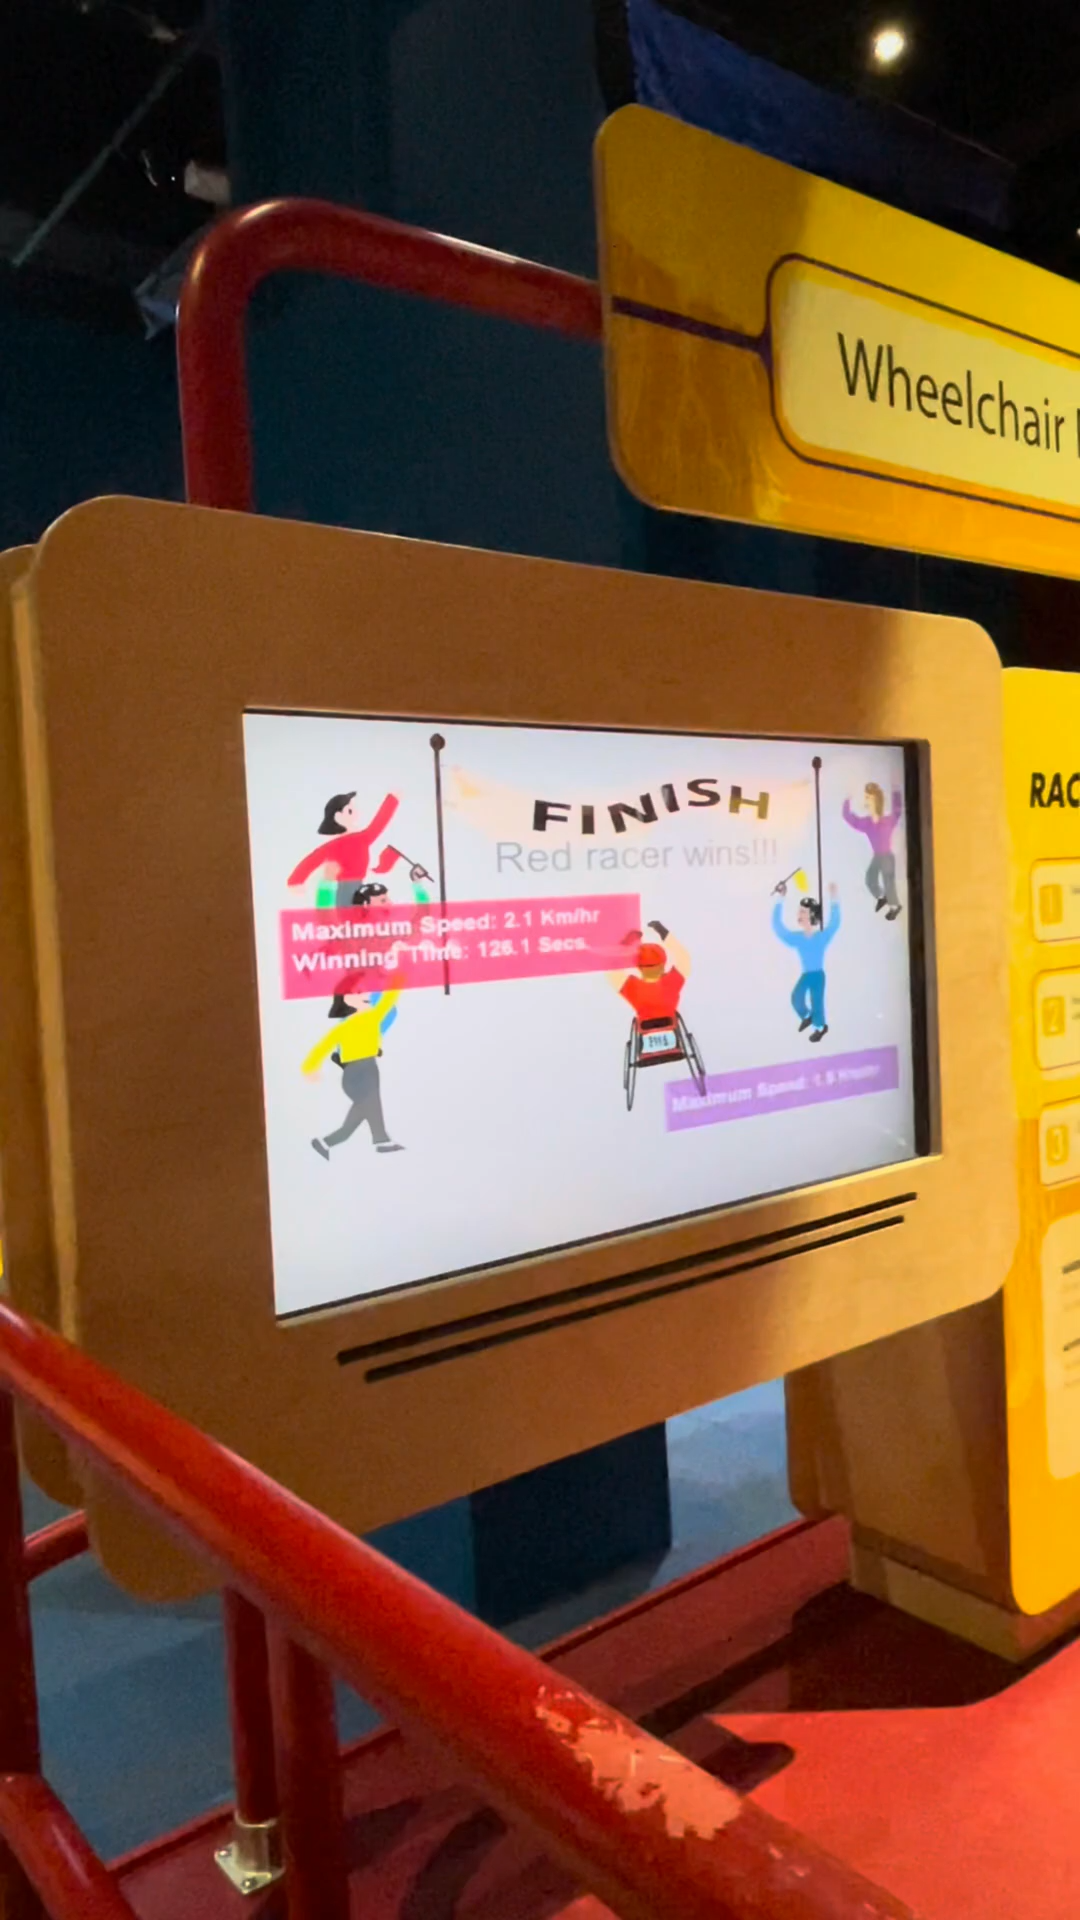 Wheelchair
RAC
FINISH
Red racer wins!!!
Maximum Speed: 2.1 Km/hr
Winning Time: 126.1 Secs.
Maximum Speed:
1
2
3